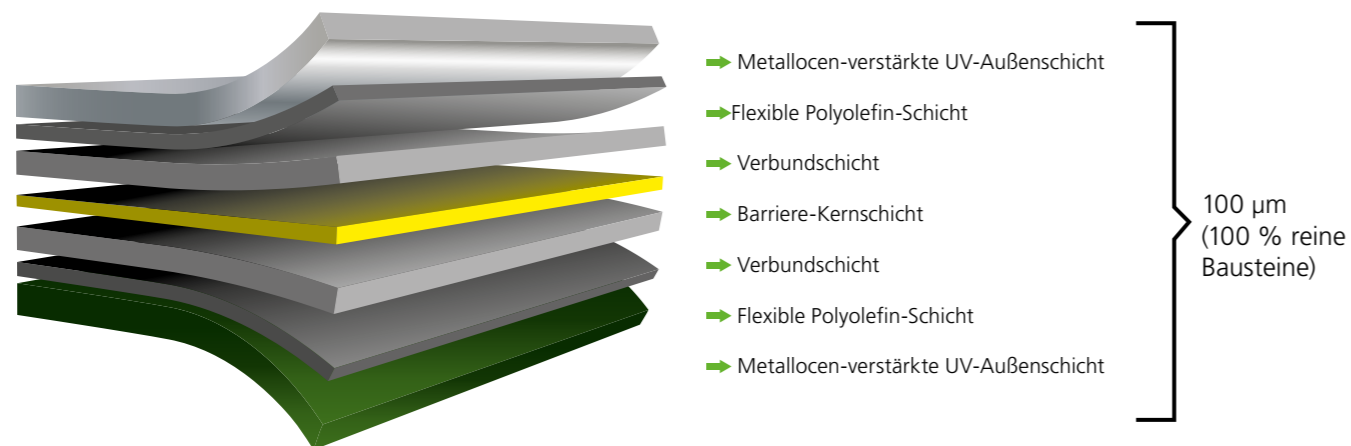 Metallocen-verstärkte UV-Außenschicht
Flexible Polyolefin-Schicht
Verbundschicht
Barriere-Kernschicht
Verbundschicht
Flexible Polyolefin-Schicht
Metallocen-verstärkte UV-Außenschicht
100 µm
(100 % reine
Bausteine)